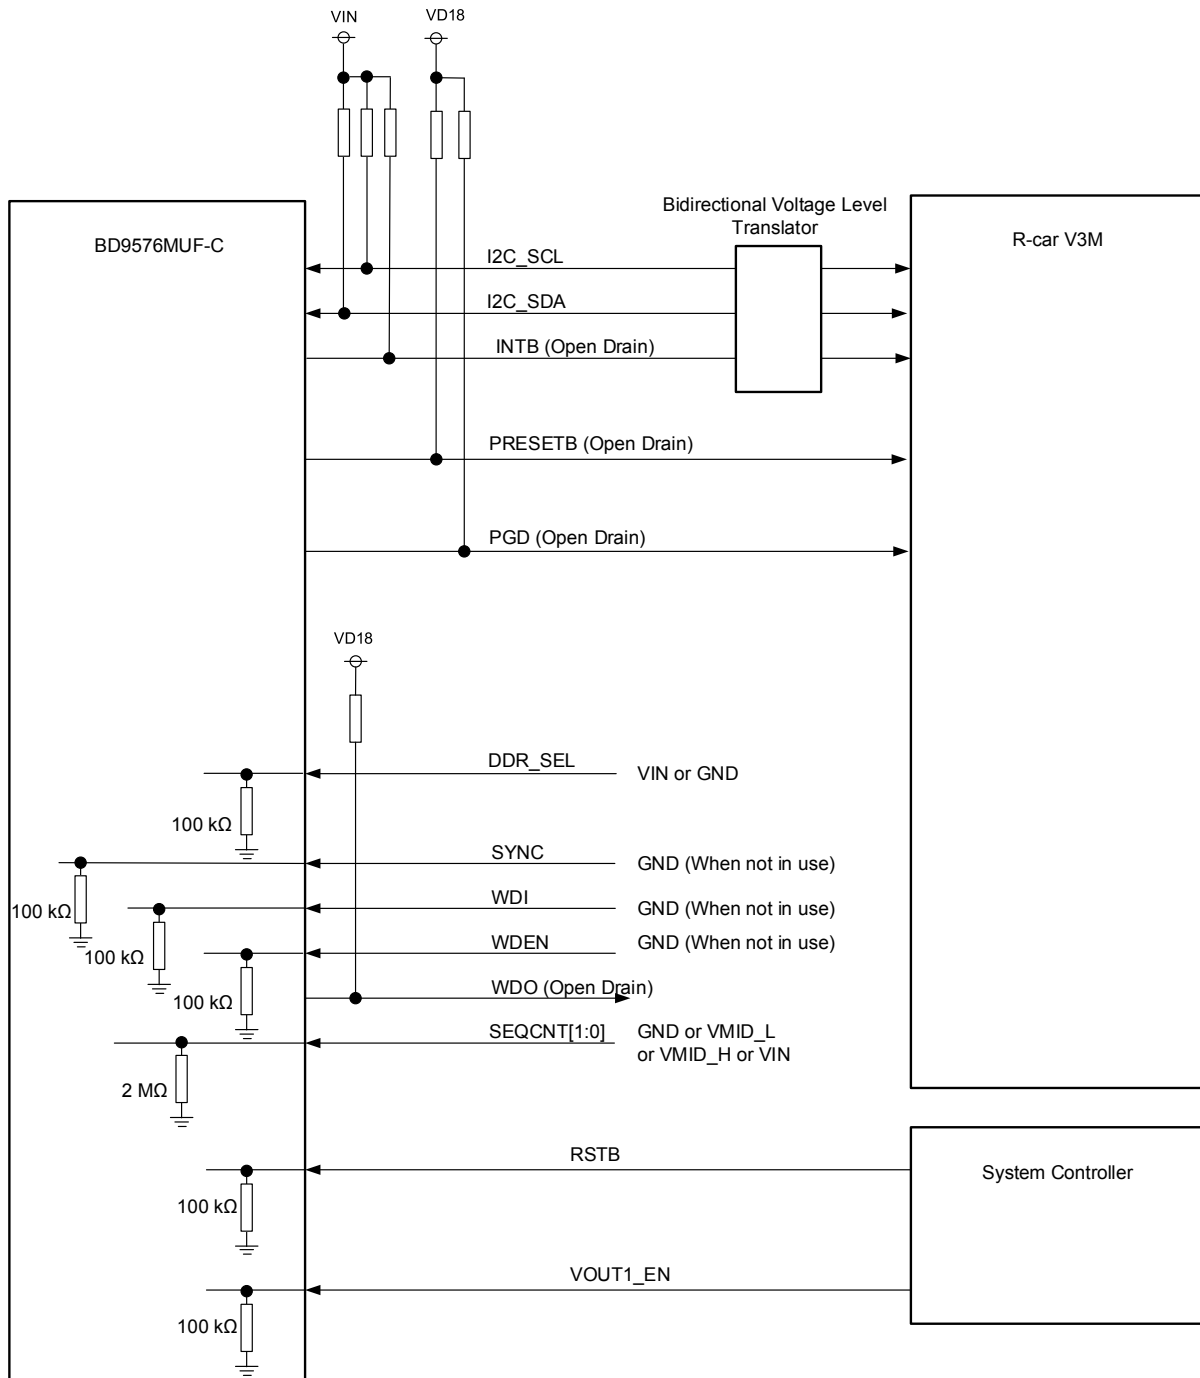 VIN
VD18
Bidirectional Voltage Level
Translator
BD9576MUF-C
R-car V3M
I2C_SCL
I2C_SDA
INTB (Open Drain)
PRESETB (Open Drain)
PGD (Open Drain)
VD18
DDR_SEL
VIN or GND
100 kΩ
SYNC
GND (When not in use)
100 kΩ
WDI
GND (When not in use)
100 kΩ
WDEN
GND (When not in use)
100 kΩ
WDO (Open Drain)
SEQCNT[1:0]
GND or VMID_L
or VMID_H or VIN
2 MΩ
RSTB
System Controller
100 kΩ
VOUT1_EN
100 kΩ